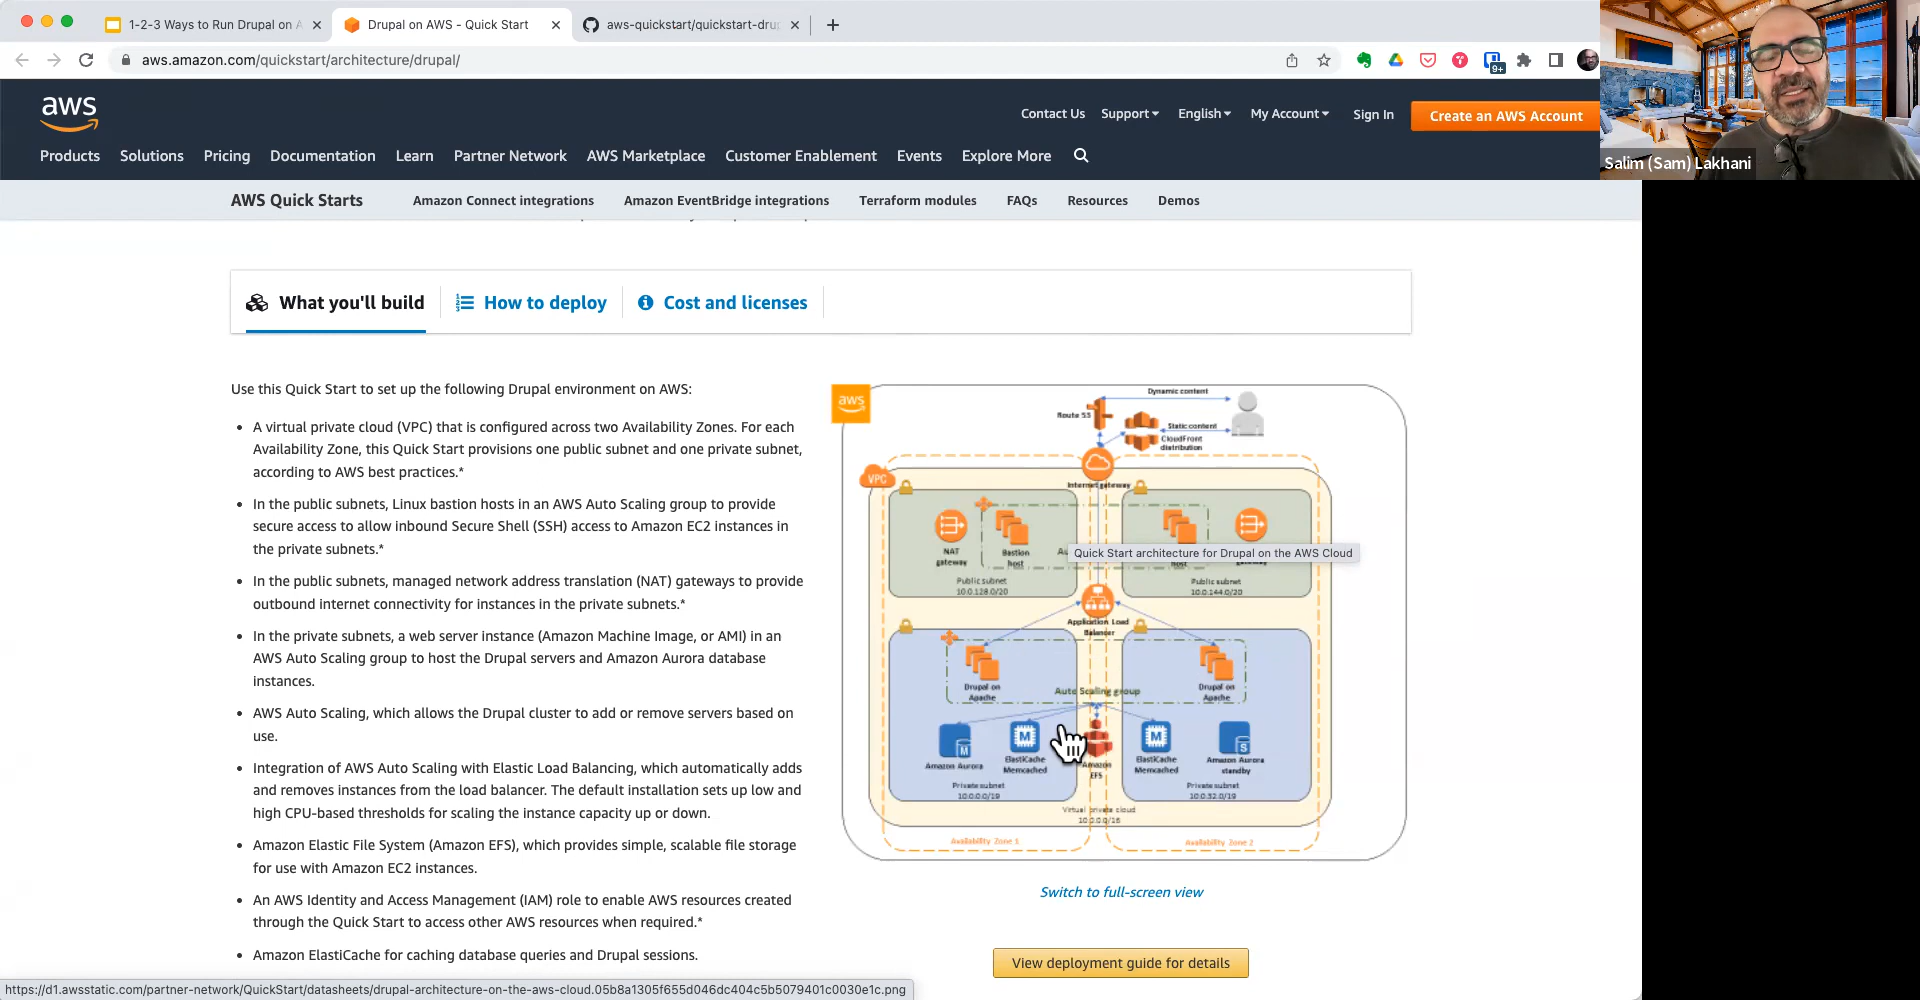 1-2-3 Ways to Run Drupal on A
Drupal on AWS - Quick Start
aws-quickstart/quickstart-drup
aws.amazon.com/quickstart/architecture/drupal/
9+
Salim (Sam) Lakhani
aws
Contact Us
Support
English
My Account
Sign In
Create an AWS Account
Products
Solutions
Pricing
Documentation
Learn
Partner Network
AWS Marketplace
Customer Enablement
Events
Explore More
AWS Quick Starts
Amazon Connect integrations
Amazon EventBridge integrations
Terraform modules
FAQs
Resources
Demos
What you'll build
How to deploy
Cost and licenses
Use this Quick Start to set up the following Drupal environment on AWS:
• A virtual private cloud (VPC) that is configured across two Availability Zones. For each
Availability Zone, this Quick Start provisions one public subnet and one private subnet,
according to AWS best practices.*
• In the public subnets, Linux bastion hosts in an AWS Auto Scaling group to provide
secure access to allow inbound Secure Shell (SSH) access to Amazon EC2 instances in
the private subnets.*
• In the public subnets, managed network address translation (NAT) gateways to provide
outbound internet connectivity for instances in the private subnets.*
• In the private subnets, a web server instance (Amazon Machine Image, or AMI) in an
AWS Auto Scaling group to host the Drupal servers and Amazon Aurora database
instances.
• AWS Auto Scaling, which allows the Drupal cluster to add or remove servers based on
use.
• Integration of AWS Auto Scaling with Elastic Load Balancing, which automatically adds
and removes instances from the load balancer. The default installation sets up low and
high CPU-based thresholds for scaling the instance capacity up or down.
• Amazon Elastic File System (Amazon EFS), which provides simple, scalable file storage
for use with Amazon EC2 instances.
• An AWS Identity and Access Management (IAM) role to enable AWS resources created
through the Quick Start to access other AWS resources when required.*
• Amazon ElastiCache for caching database queries and Drupal sessions.
aws
Dynamic content
Route 53
Static content
CloudFront
distribution
VPC
Internet gateway
NAT
gateway
Bastion
host
Quick Start architecture for Drupal on the AWS Cloud
host
gateway
Public subnet
10.0.128.0/20
Public subnet
10.0.144.0/20
Application Load
Balancer
Drupal on
Apache
Auto Scaling group
Drupal on
Apache
M
M
M
S
Amazon Aurora
ElastiCache
Memcached
Amazon
EFS
ElastiCache
Memcached
Amazon Aurora
standby
Private subnet
10.0.0.0/19
Private subnet
10.0.32.0/19
Virtual private cloud
10.0.0.0/16
Availability Zone 1
Availability Zone 2
Switch to full-screen view
View deployment guide for details
https://d1.awsstatic.com/partner-network/QuickStart/datasheets/drupal-architecture-on-the-aws-cloud.05b8a1305f655d046dc404c5b5079401c0030e1c.png